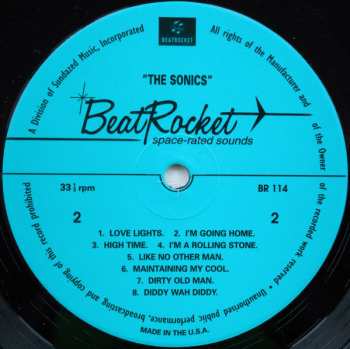 BEATROCKET
A Division of Sundazed Music, Incorporated
All rights of the Manufacturer and of the Owner of the recorded work reserved • Unauthorised public performance, broadcasting and copying of this record prohibited
"THE SONICS"
BeatRocket
space-rated sounds
33 1/3 rpm
BR 114
2
2
1. LOVE LIGHTS. 2. I'M GOING HOME.
3. HIGH TIME. 4. I'M A ROLLING STONE.
5. LIKE NO OTHER MAN.
6. MAINTAINING MY COOL.
7. DIRTY OLD MAN.
8. DIDDY WAH DIDDY.
MADE IN THE U.S.A.